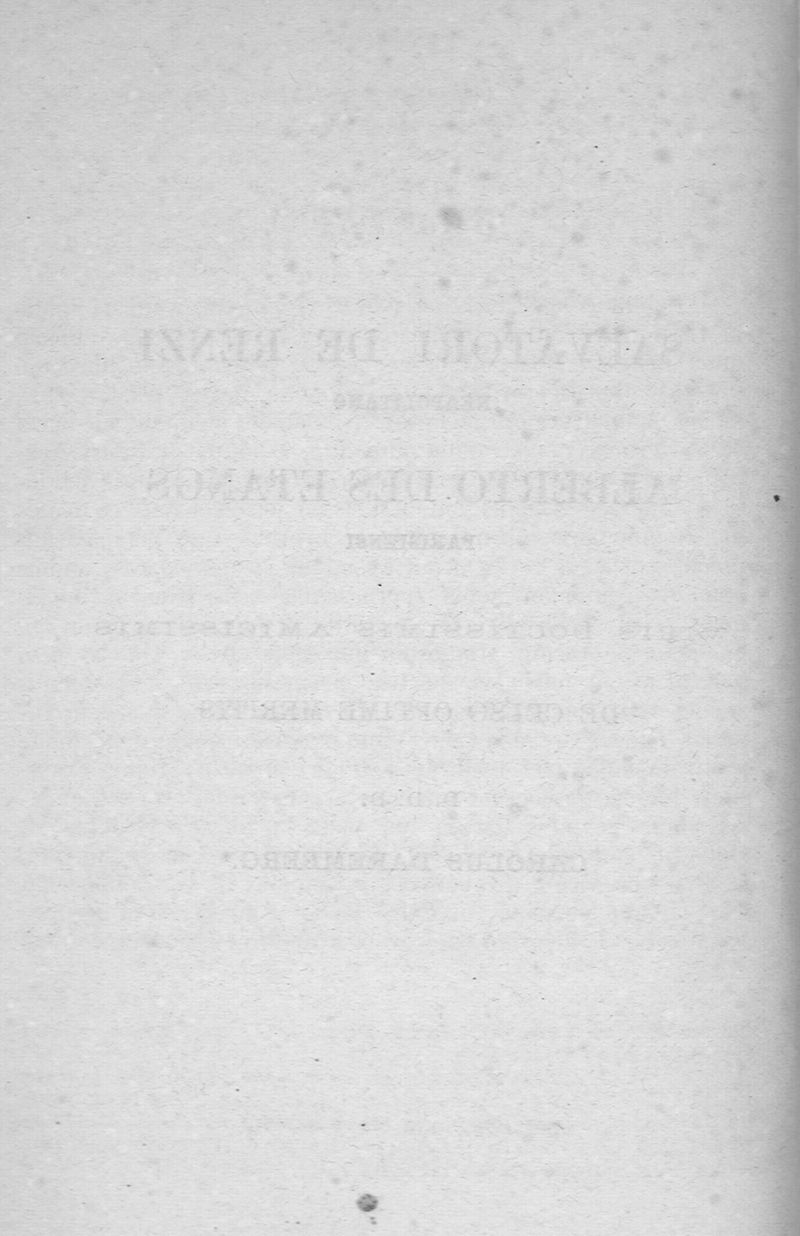 SALVATORI DE RENZI
NEAPOLITANO
ALBERTO DES ETANGS
PARISIENSI
VIRIS DOCTISSIMIS AMICISSIMIS
DE CELSO OPTIME MERITIS
D. D. D.
CAROLUS DAREMBERG.